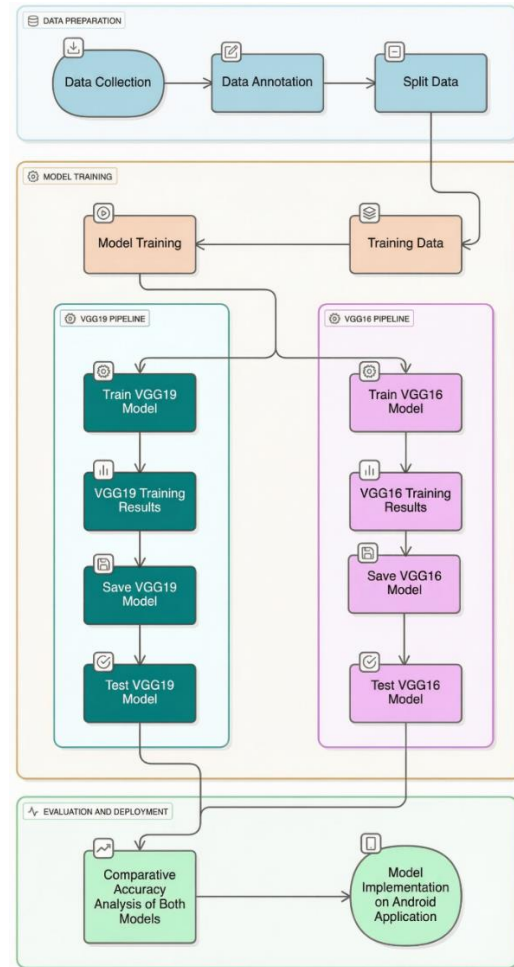 DATA PREPARATION
Data Collection
Data Annotation
Split Data
MODEL TRAINING
Model Training
Training Data
VGG19 PIPELINE
VGG16 PIPELINE
Train VGG19
Model
Train VGG16
Model
VGG19 Training
Results
VGG16 Training
Results
Save VGG19
Model
Save VGG16
Model
Test VGG19
Model
Test VGG16
Model
EVALUATION AND DEPLOYMENT
Comparative
Accuracy
Analysis of Both
Models
Model
Implementation
on Android
Application